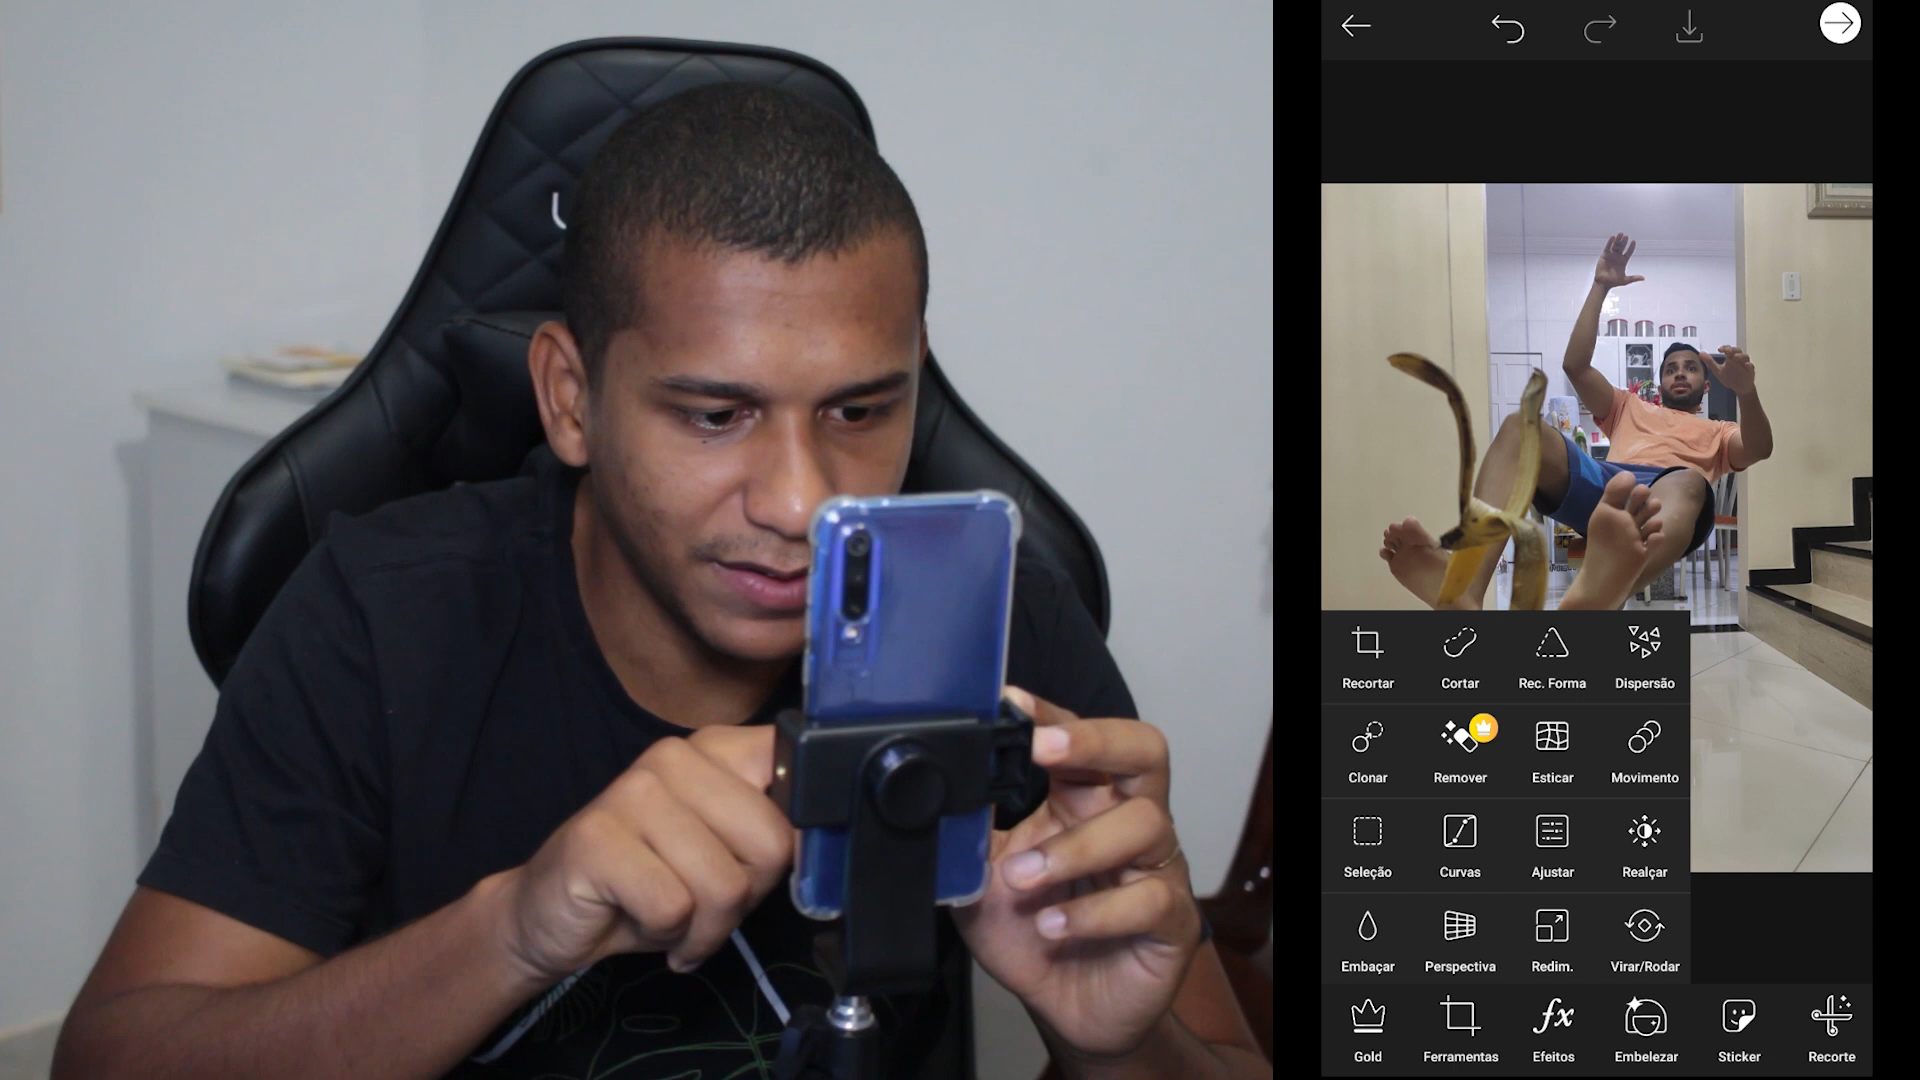 Recortar Cortar Rec. Forma Dispersão
Clonar Remover Esticar Movimento
Seleção Curvas Ajustar Realçar
Embaçar Perspectiva Redim. Virar/Rodar
fx
Gold Ferramentas Efeitos Embelezar Sticker Recorte